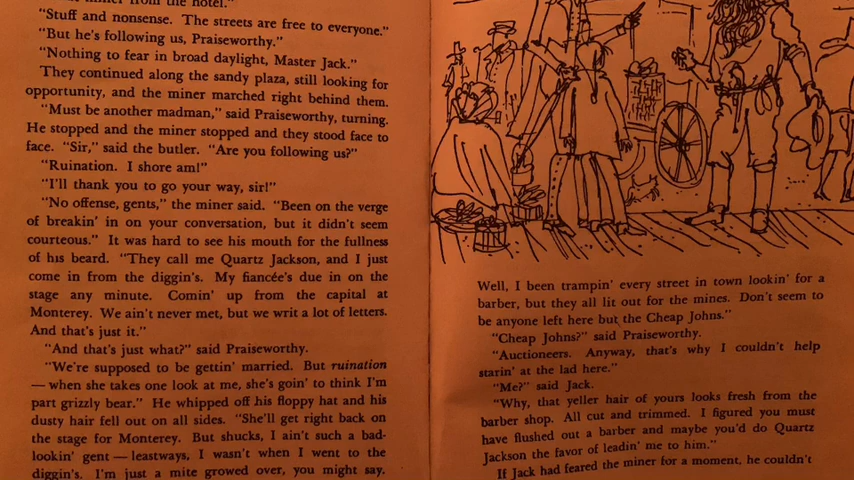 miner from the hotel."
"Stuff and nonsense. The streets are free to everyone."
"But he's following us, Praiseworthy."
"Nothing to fear in broad daylight, Master Jack."
They continued along the sandy plaza, still looking for
opportunity, and the miner marched right behind them.
"Must be another madman," said Praiseworthy, turning.
He stopped and the miner stopped and they stood face to
face. "Sir," said the butler. "Are you following us?"
"Ruination. I shore am!"
"I'll thank you to go your way, sir!"
"No offense, gents," the miner said. "Been on the verge
of breakin' in on your conversation, but it didn't seem
courteous." It was hard to see his mouth for the fullness
of his beard. "They call me Quartz Jackson, and I just
come in from the diggin's. My fiancée's due in on the
stage any minute. Comin' up from the capital at
Monterey. We ain't never met, but we writ a lot of letters.
And that's just it."
"And that's just what?" said Praiseworthy.
"We're supposed to be gettin' married. But ruination
— when she takes one look at me, she's goin' to think I'm
part grizzly bear." He whipped off his floppy hat and his
dusty hair fell out on all sides. "She'll get right back on
the stage for Monterey. But shucks, I ain't such a bad-
lookin' gent — leastways, I wasn't when I went to the
diggin's. I'm just a mite growed over, you might say.
Well, I been trampin' every street in town lookin' for a
barber, but they all lit out for the mines. Don't seem to
be anyone left here but the Cheap Johns."
"Cheap Johns?" said Praiseworthy.
"Auctioneers. Anyway, that's why I couldn't help
starin' at the lad here."
"Me?" said Jack.
"Why, that yeller hair of yours looks fresh from the
barber shop. All cut and trimmed. I figured you must
have flushed out a barber and maybe you'd do Quartz
Jackson the favor of leadin' me to him."
If Jack had feared the miner for a moment, he couldn't